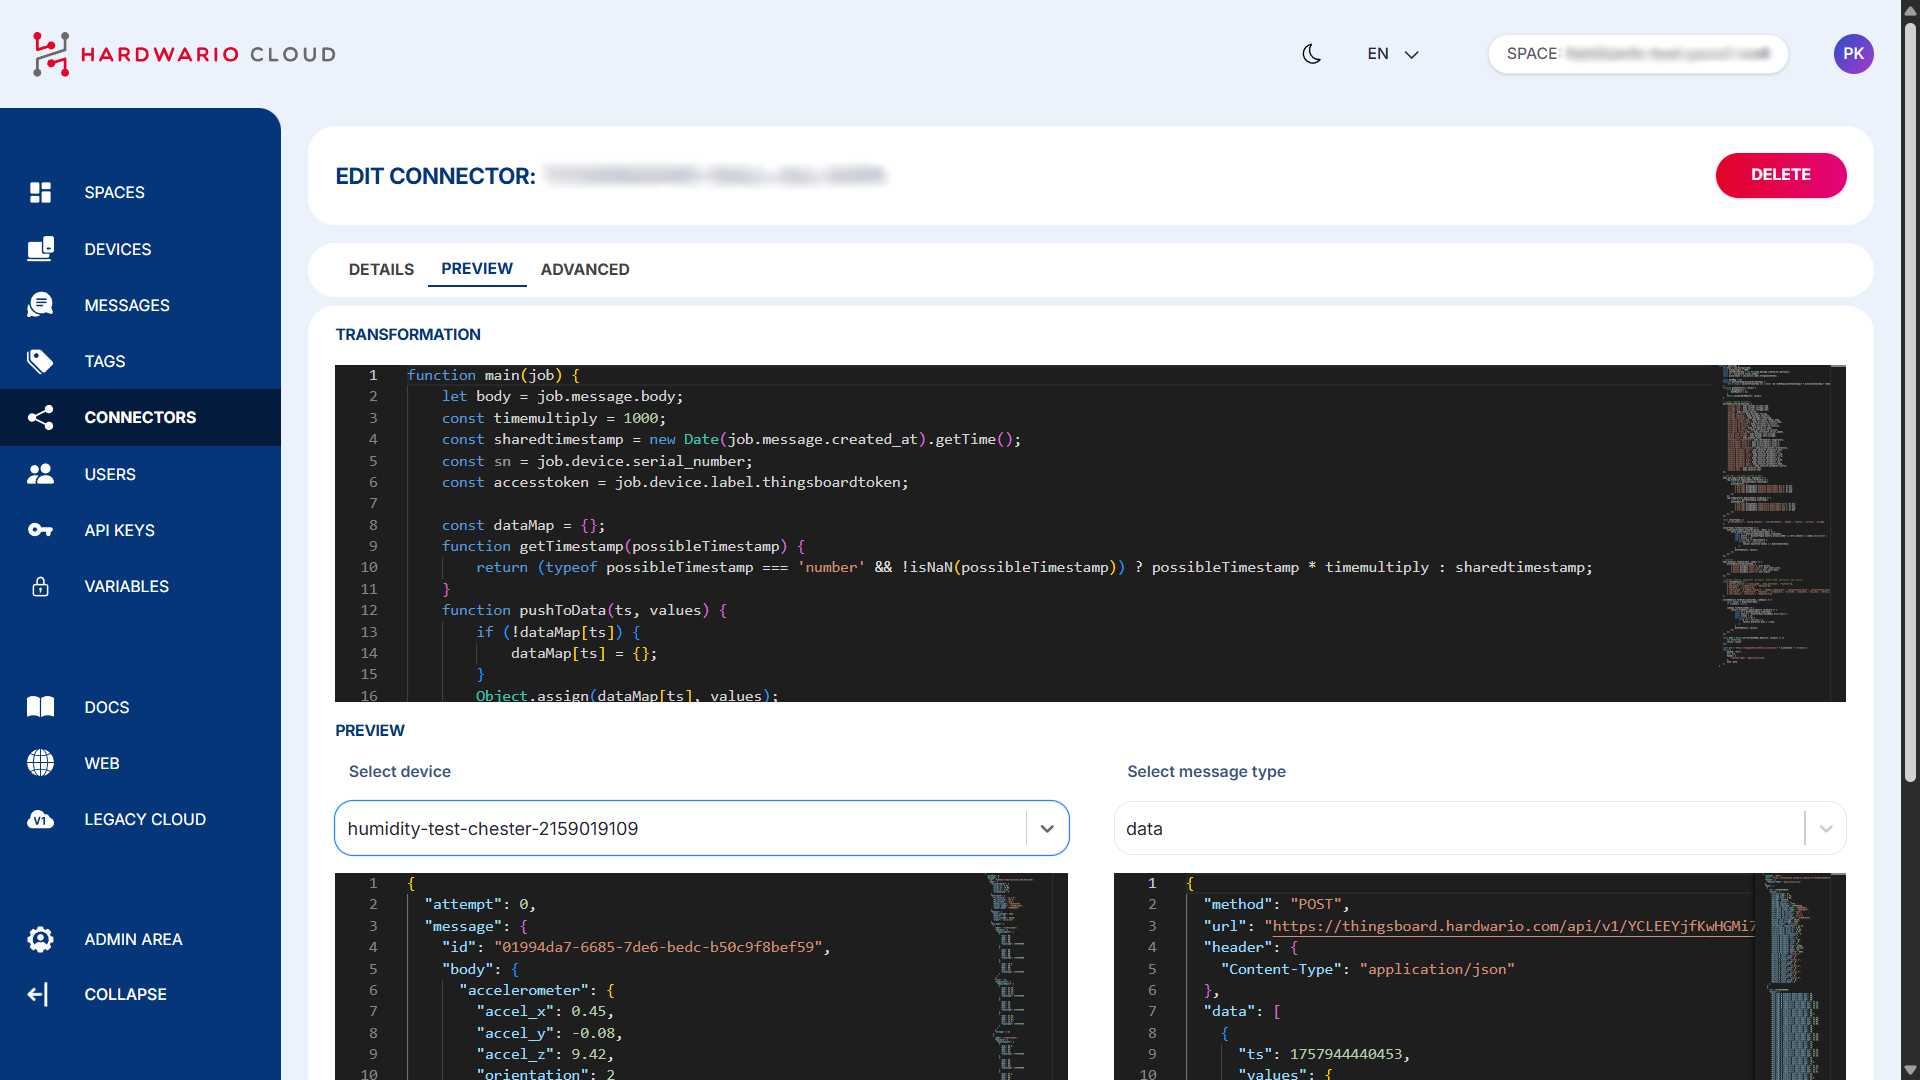 HARDWARIO CLOUD
EN
SPACE:
PK
SPACES
DEVICES
MESSAGES
TAGS
CONNECTORS
USERS
API KEYS
VARIABLES
DOCS
WEB
V1 LEGACY CLOUD
ADMIN AREA
COLLAPSE
EDIT CONNECTOR:
DELETE
DETAILS PREVIEW ADVANCED
TRANSFORMATION
1 function main(job) {
2 let body = job.message.body;
3 const timemultiply = 1000;
4 const sharedtimestamp = new Date(job.message.created_at).getTime();
5 const sn = job.device.serial_number;
6 const accesstoken = job.device.label.thingsboardtoken;
7
8 const dataMap = {};
9 function getTimestamp(possibleTimestamp) {
10 return (typeof possibleTimestamp === 'number' && !isNaN(possibleTimestamp)) ? possibleTimestamp * timemultiply : sharedtimestamp;
11 }
12 function pushToData(ts, values) {
13 if (!dataMap[ts]) {
14 dataMap[ts] = {};
15 }
16 Object.assign(dataMap[ts], values);
PREVIEW
Select device
humidity-test-chester-2159019109
1 {
2 "attempt": 0,
3 "message": {
4 "id": "01994da7-6685-7de6-bedc-b50c9f8bef59",
5 "body": {
6 "accelerometer": {
7 "accel_x": 0.45,
8 "accel_y": -0.08,
9 "accel_z": 9.42,
10 "orientation": 2
Select message type
data
1 {
2 "method": "POST",
3 "url": "https://thingsboard.hardwario.com/api/v1/YCLEEYjfKwHGMi7
4 "header": {
5 "Content-Type": "application/json"
6 },
7 "data": [
8 {
9 "ts": 1757944440453,
10 "values": {